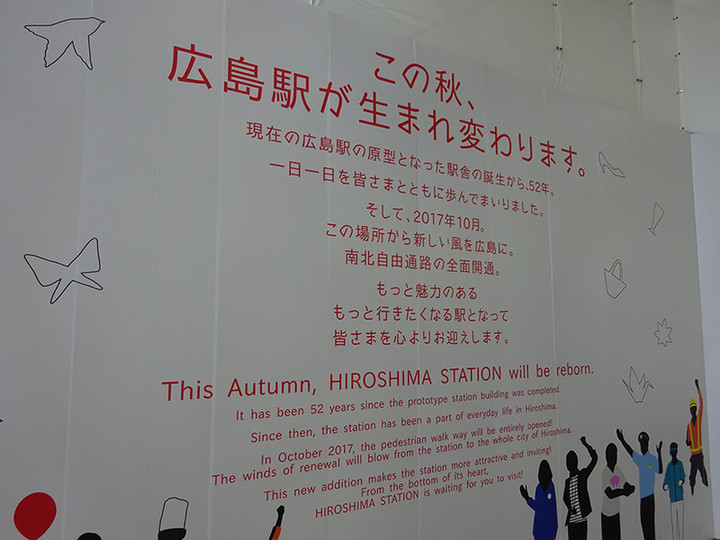 この秋、
広島駅が生まれ変わります。
現在の広島駅の原型となった駅舎の誕生から、52年。
一日一日を皆さまとともに歩んでまいりました。
そして、2017年10月。
この場所から新しい風を広島に。
南北自由通路の全面開通。
もっと魅力のある
もっと行きたくなる駅となって
皆さまを心よりお迎えします。
This Autumn, HIROSHIMA STATION will be reborn.
It has been 52 years since the prototype station building was completed.
Since then, the station has been a part of everyday life in Hiroshima.
In October 2017, the pedestrian walk way will be entirely opened!
The winds of renewal will blow from the station to the whole city of Hiroshima.
This new addition makes the station more attractive and inviting!
From the bottom of its heart,
HIROSHIMA STATION is waiting for you to visit!